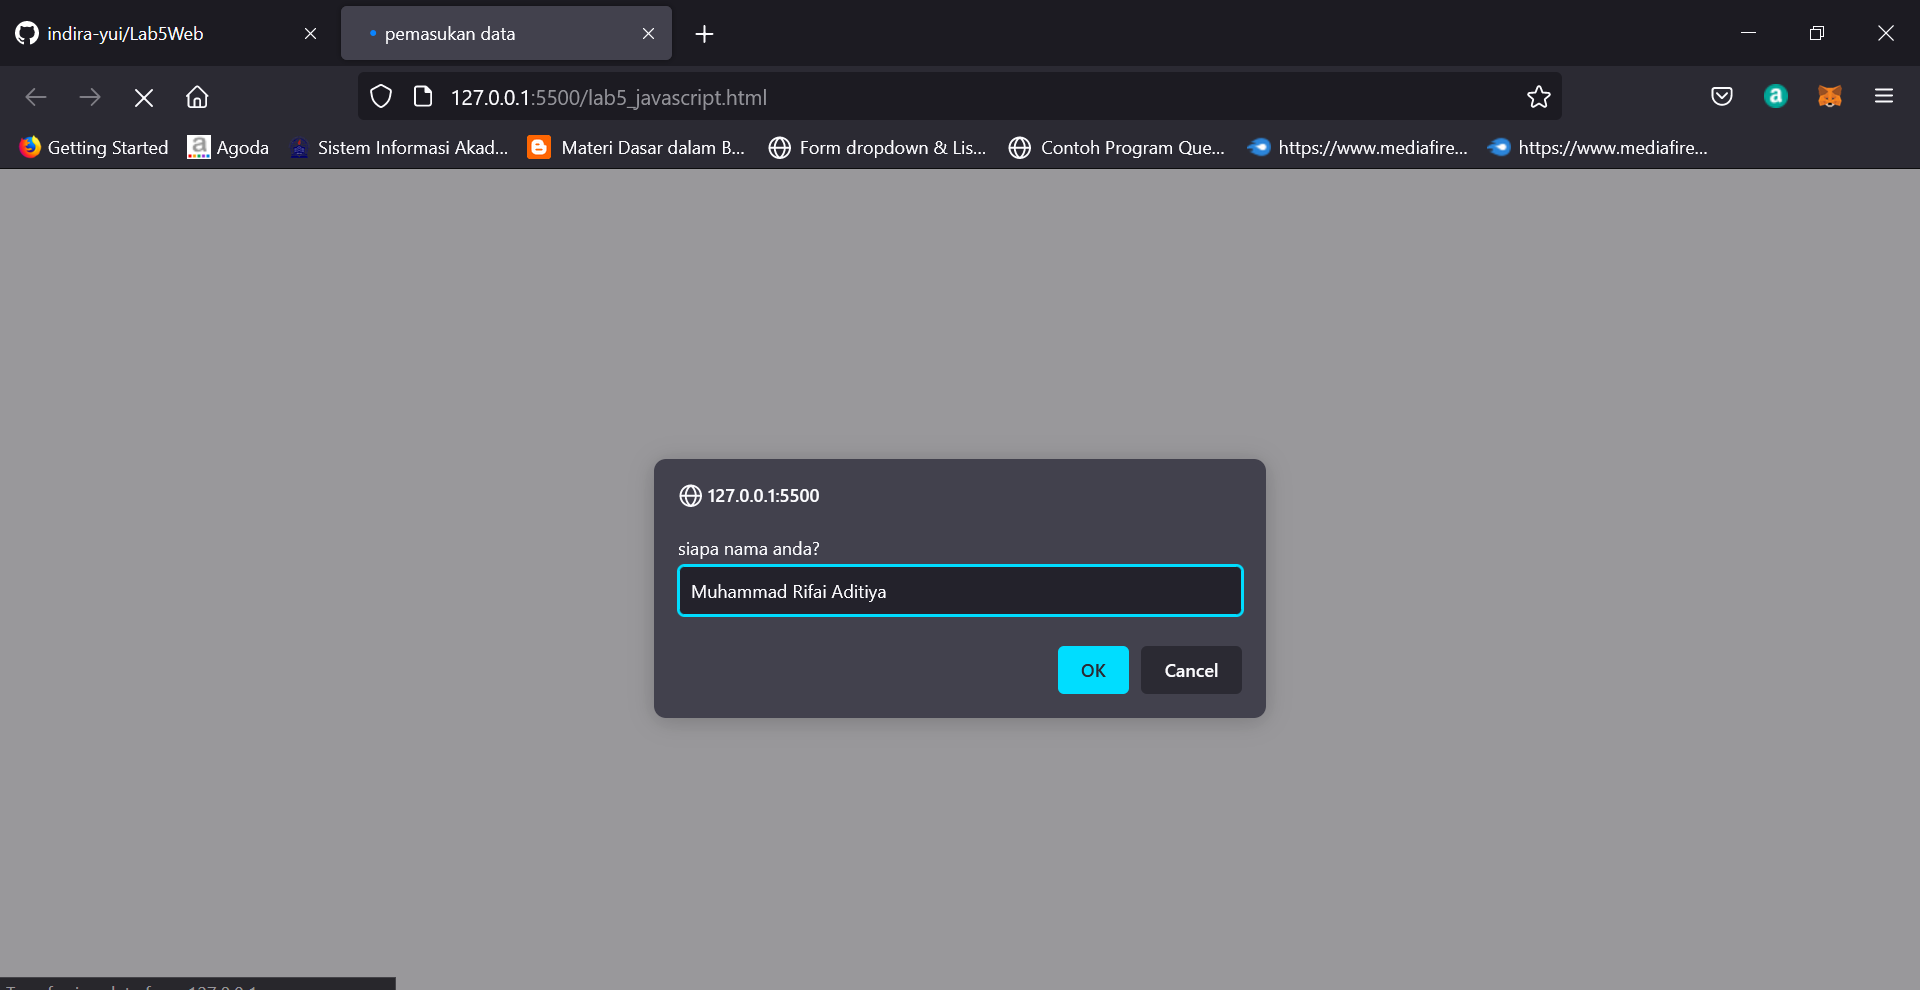 indira-yui/Lab5Web
pemasukan data
127.0.0.1:5500/lab5_javascript.html
Getting Started
Agoda
Sistem Informasi Akad...
Materi Dasar dalam B...
Form dropdown & Lis...
Contoh Program Que...
https://www.mediafire...
https://www.mediafire...
127.0.0.1:5500
siapa nama anda?
Muhammad Rifai Aditiya
OK
Cancel